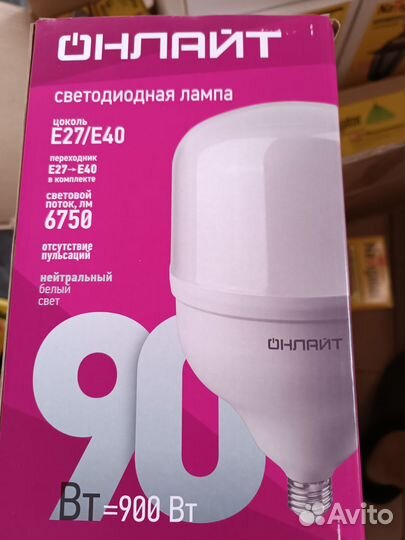 ОНЛАЙТ
СВЕТОДИОДНАЯ ЛАМПА
ЦОКОЛЬ
E27/E40
ПЕРЕХОДНИК
E27→E40
В КОМПЛЕКТЕ
СВЕТОВОЙ
ПОТОК, ЛМ
6750
ОТСУТСТВИЕ
ПУЛЬСАЦИЙ
НЕЙТРАЛЬНЫЙ
БЕЛЫЙ
СВЕТ
ОНЛАЙТ
90
Вт=900 Вт
Avito